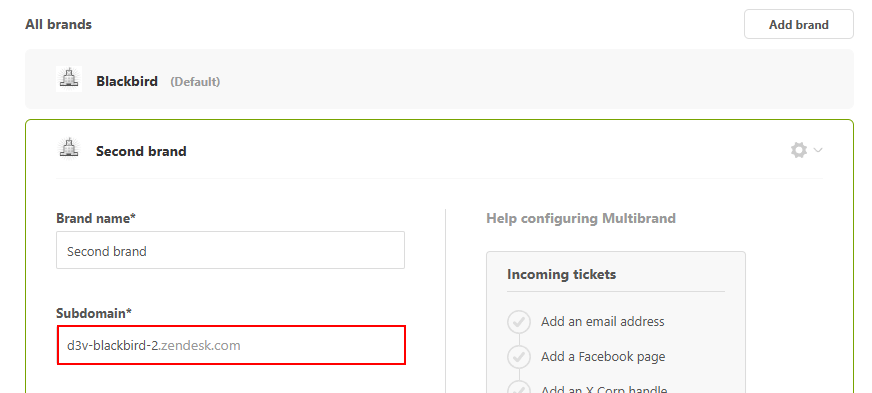 All brands
Add brand
Blackbird (Default)
Second brand
Brand name*
Second brand
Subdomain*
d3v-blackbird-2.zendesk.com
Help configuring Multibrand
Incoming tickets
Add an email address
Add a Facebook page
Add an X Corp handle